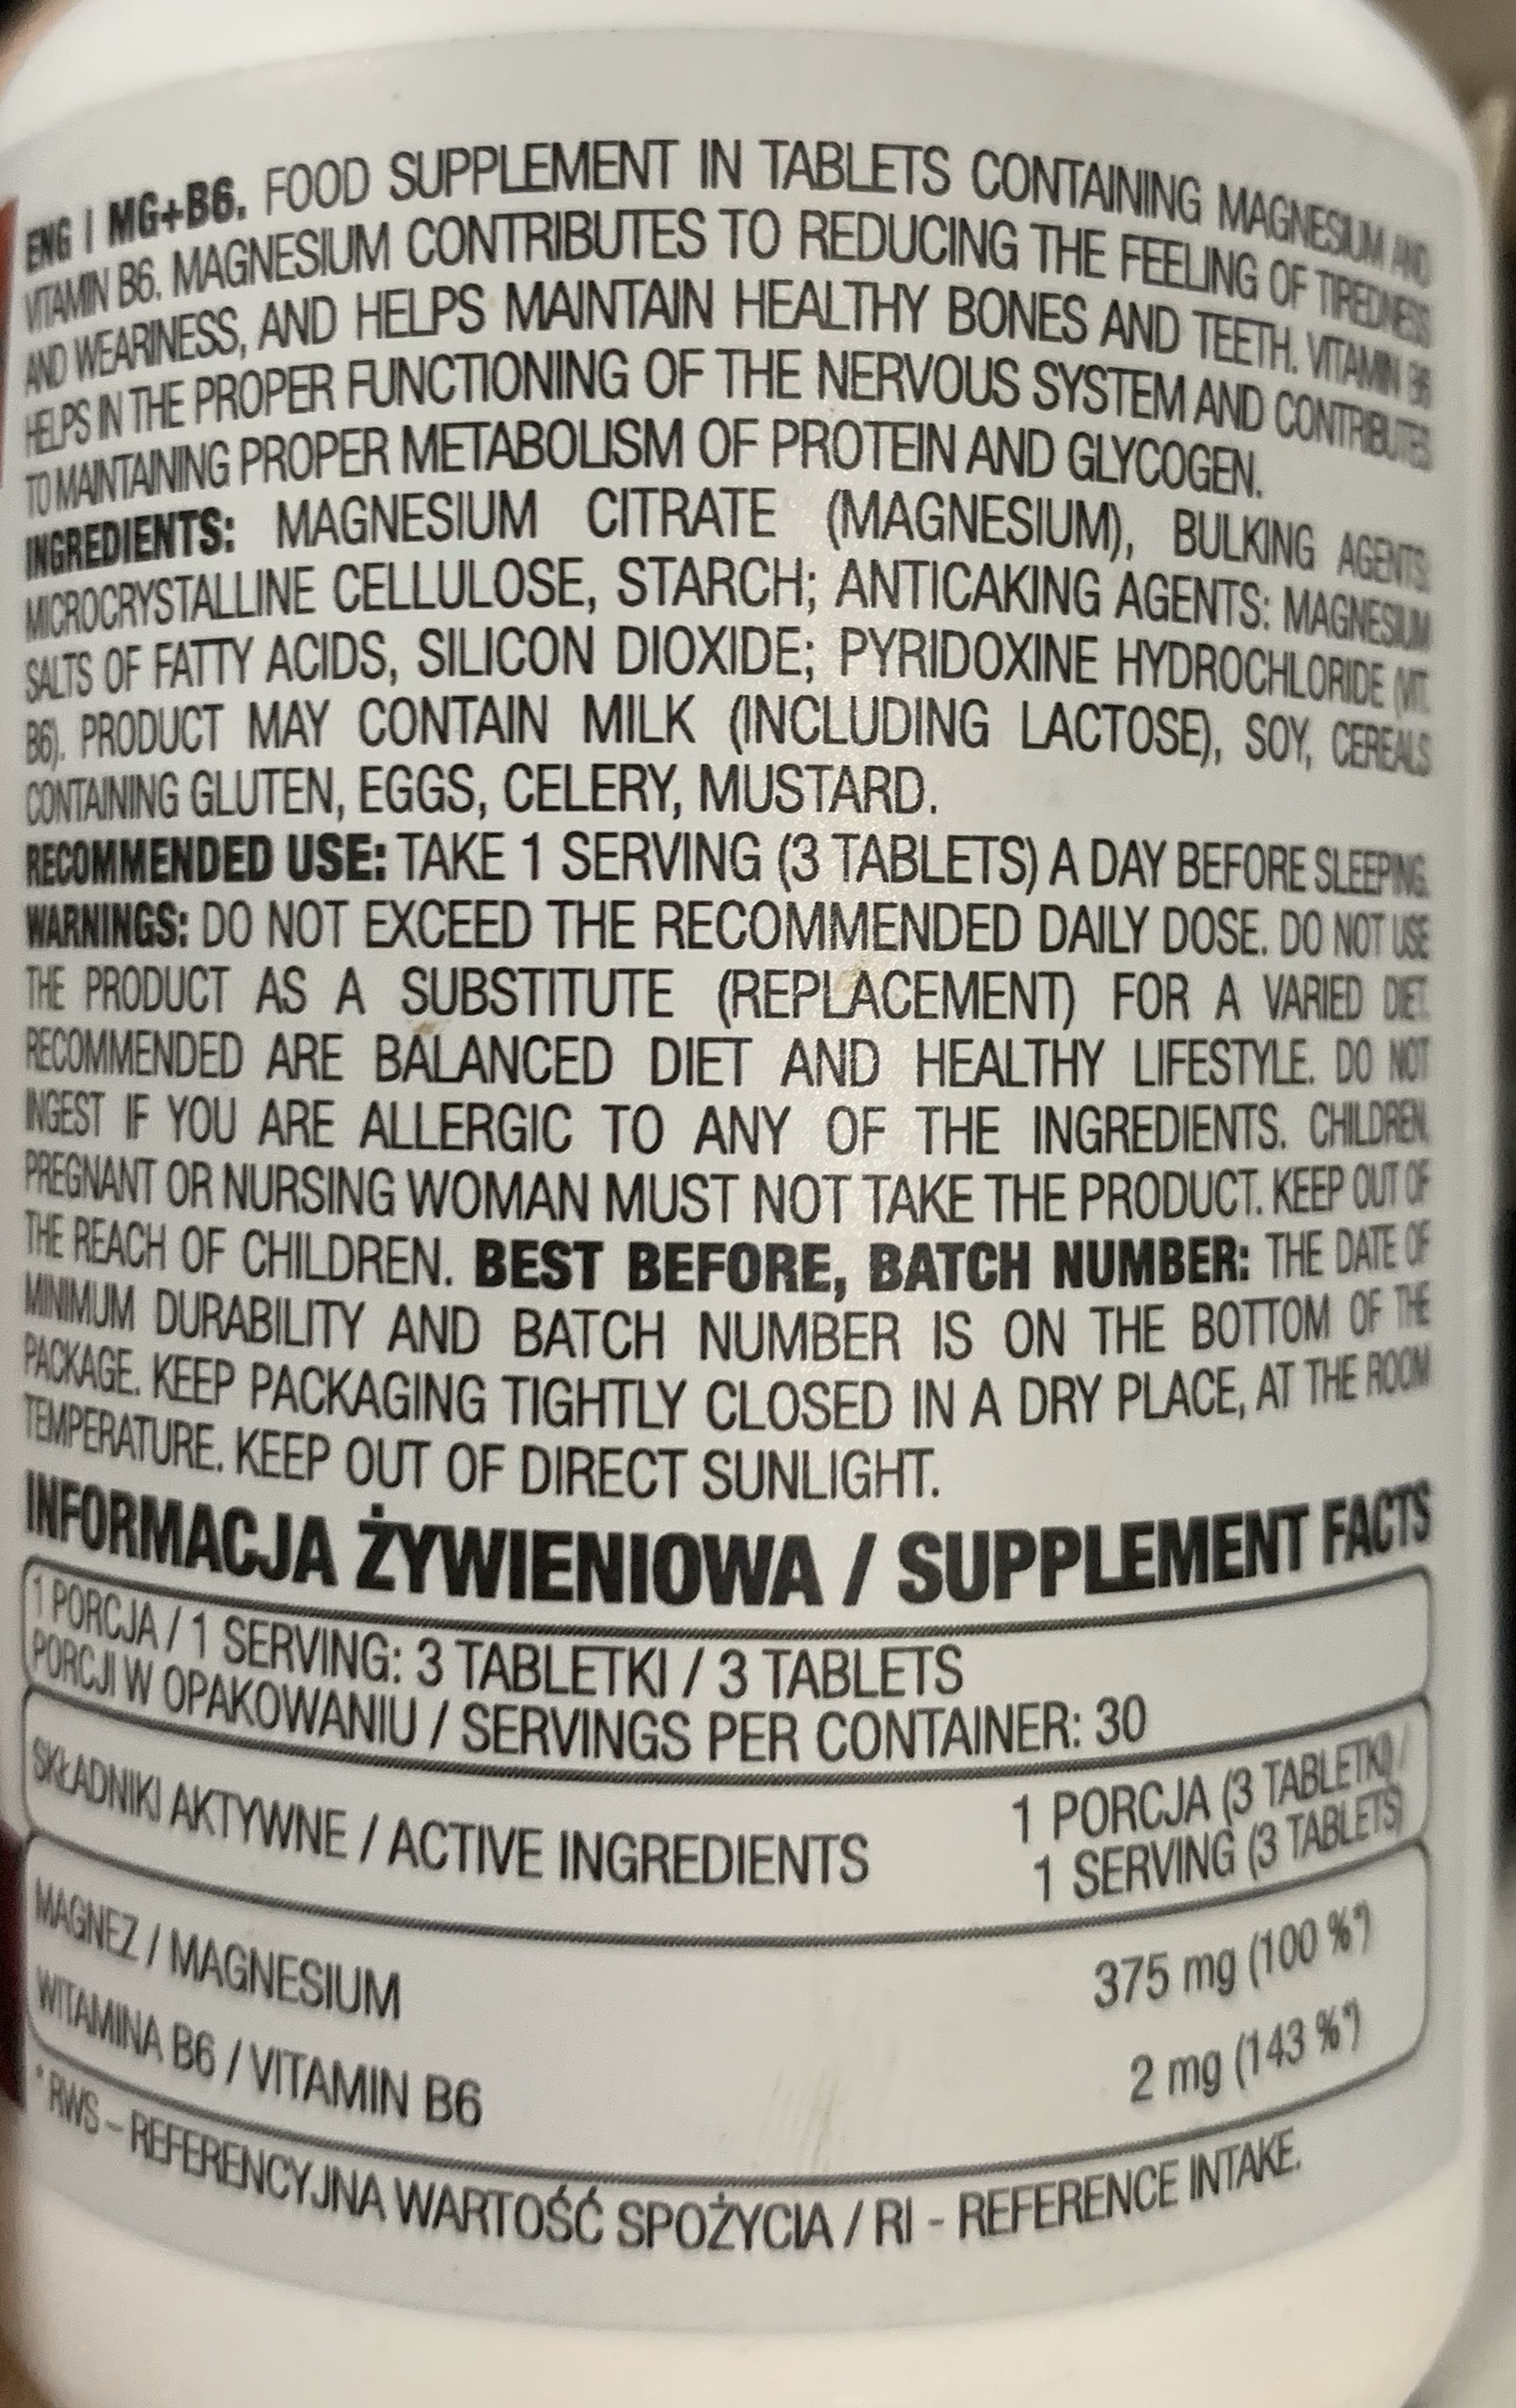 ENG | MG+B6. FOOD SUPPLEMENT IN TABLETS CONTAINING MAGNESIUM AND
VITAMIN B6. MAGNESIUM CONTRIBUTES TO REDUCING THE FEELING OF TIREDNESS
AND WEARINESS, AND HELPS MAINTAIN HEALTHY BONES AND TEETH. VITAMIN B6
HELPS IN THE PROPER FUNCTIONING OF THE NERVOUS SYSTEM AND CONTRIBUTES
TO MAINTAINING PROPER METABOLISM OF PROTEIN AND GLYCOGEN.
INGREDIENTS: MAGNESIUM CITRATE (MAGNESIUM), BULKING AGENTS:
MICROCRYSTALLINE CELLULOSE, STARCH; ANTICAKING AGENTS: MAGNESIUM
SALTS OF FATTY ACIDS, SILICON DIOXIDE; PYRIDOXINE HYDROCHLORIDE (VIT.
B6). PRODUCT MAY CONTAIN MILK (INCLUDING LACTOSE), SOY, CEREALS
CONTAINING GLUTEN, EGGS, CELERY, MUSTARD.
RECOMMENDED USE: TAKE 1 SERVING (3 TABLETS) A DAY BEFORE SLEEPING.
WARNINGS: DO NOT EXCEED THE RECOMMENDED DAILY DOSE. DO NOT USE
THE PRODUCT AS A SUBSTITUTE (REPLACEMENT) FOR A VARIED DIET.
RECOMMENDED ARE BALANCED DIET AND HEALTHY LIFESTYLE. DO NOT
INGEST IF YOU ARE ALLERGIC TO ANY OF THE INGREDIENTS. CHILDREN,
PREGNANT OR NURSING WOMAN MUST NOT TAKE THE PRODUCT. KEEP OUT OF
THE REACH OF CHILDREN. BEST BEFORE, BATCH NUMBER: THE DATE OF
MINIMUM DURABILITY AND BATCH NUMBER IS ON THE BOTTOM OF THE
PACKAGE. KEEP PACKAGING TIGHTLY CLOSED IN A DRY PLACE, AT THE ROOM
TEMPERATURE. KEEP OUT OF DIRECT SUNLIGHT.
INFORMACJA ŻYWIENIOWA / SUPPLEMENT FACTS
1 PORCJA / 1 SERVING: 3 TABLETKI / 3 TABLETS
PORCJI W OPAKOWANIU / SERVINGS PER CONTAINER: 30
SKŁADNIKI AKTYWNE / ACTIVE INGREDIENTS
1 PORCJA (3 TABLETKI) /
1 SERVING (3 TABLETS)
MAGNEZ / MAGNESIUM 375 mg (100 %*)
WITAMINA B6 / VITAMIN B6 2 mg (143 %*)
* RWS – REFERENCYJNA WARTOŚĆ SPOŻYCIA / RI - REFERENCE INTAKE.